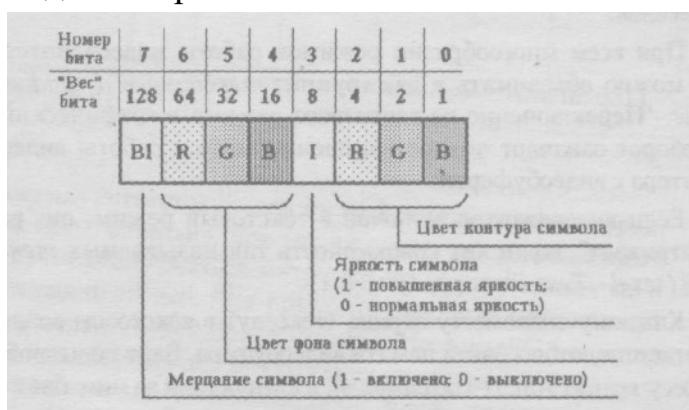 Номер бита 7 6 5 4 3 2 1 0
"Вес" бита 128 64 32 16 8 4 2 1
Bl R G B R G B
Цвет контура символа
Яркость символа
(1 - повышенная яркость;
0 - нормальная яркость)
Цвет фона символа
Мерцание символа (1 - включено; 0 - выключено)